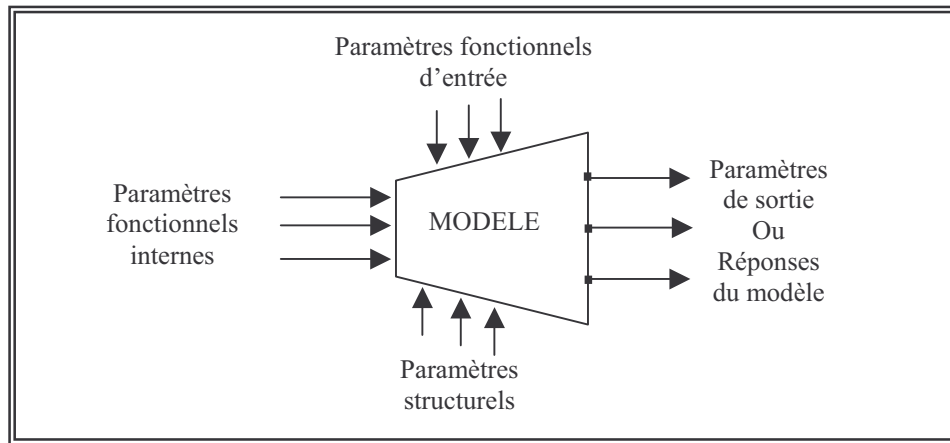 Paramètres fonctionnels
d'entrée
Paramètres
fonctionnels
internes
MODELE
Paramètres
de sortie
Ou
Réponses
du modèle
Paramètres
structurels